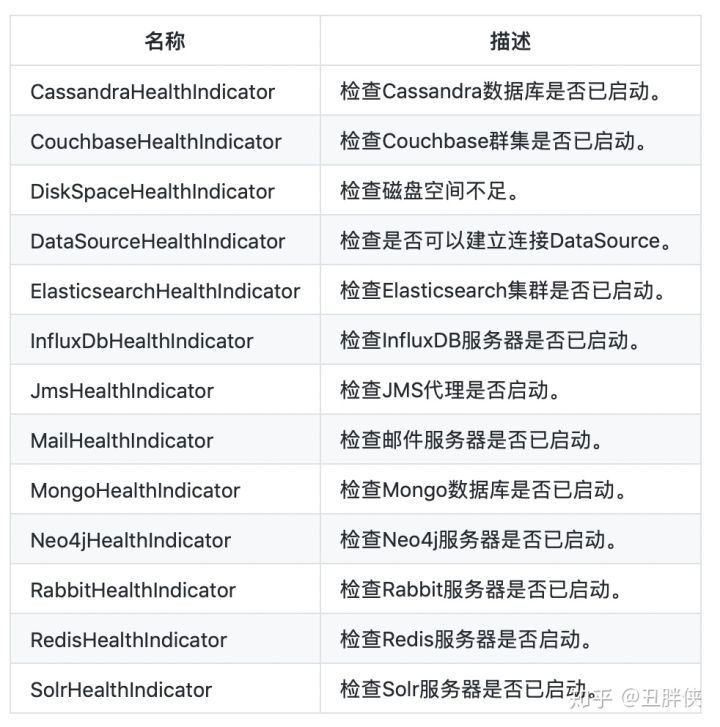 名称 描述
CassandraHealthIndicator 检查Cassandra数据库是否已启动。
CouchbaseHealthIndicator 检查Couchbase群集是否已启动。
DiskSpaceHealthIndicator 检查磁盘空间不足。
DataSourceHealthIndicator 检查是否可以建立连接DataSource。
ElasticsearchHealthIndicator 检查Elasticsearch集群是否已启动。
InfluxDbHealthIndicator 检查InfluxDB服务器是否已启动。
JmsHealthIndicator 检查JMS代理是否启动。
MailHealthIndicator 检查邮件服务器是否已启动。
MongoHealthIndicator 检查Mongo数据库是否已启动。
Neo4jHealthIndicator 检查Neo4j服务器是否已启动。
RabbitHealthIndicator 检查Rabbit服务器是否已启动。
RedisHealthIndicator 检查Redis服务器是否启动。
SolrHealthIndicator 检查Solr服务器是否已启动。
知乎 @丑胖侠